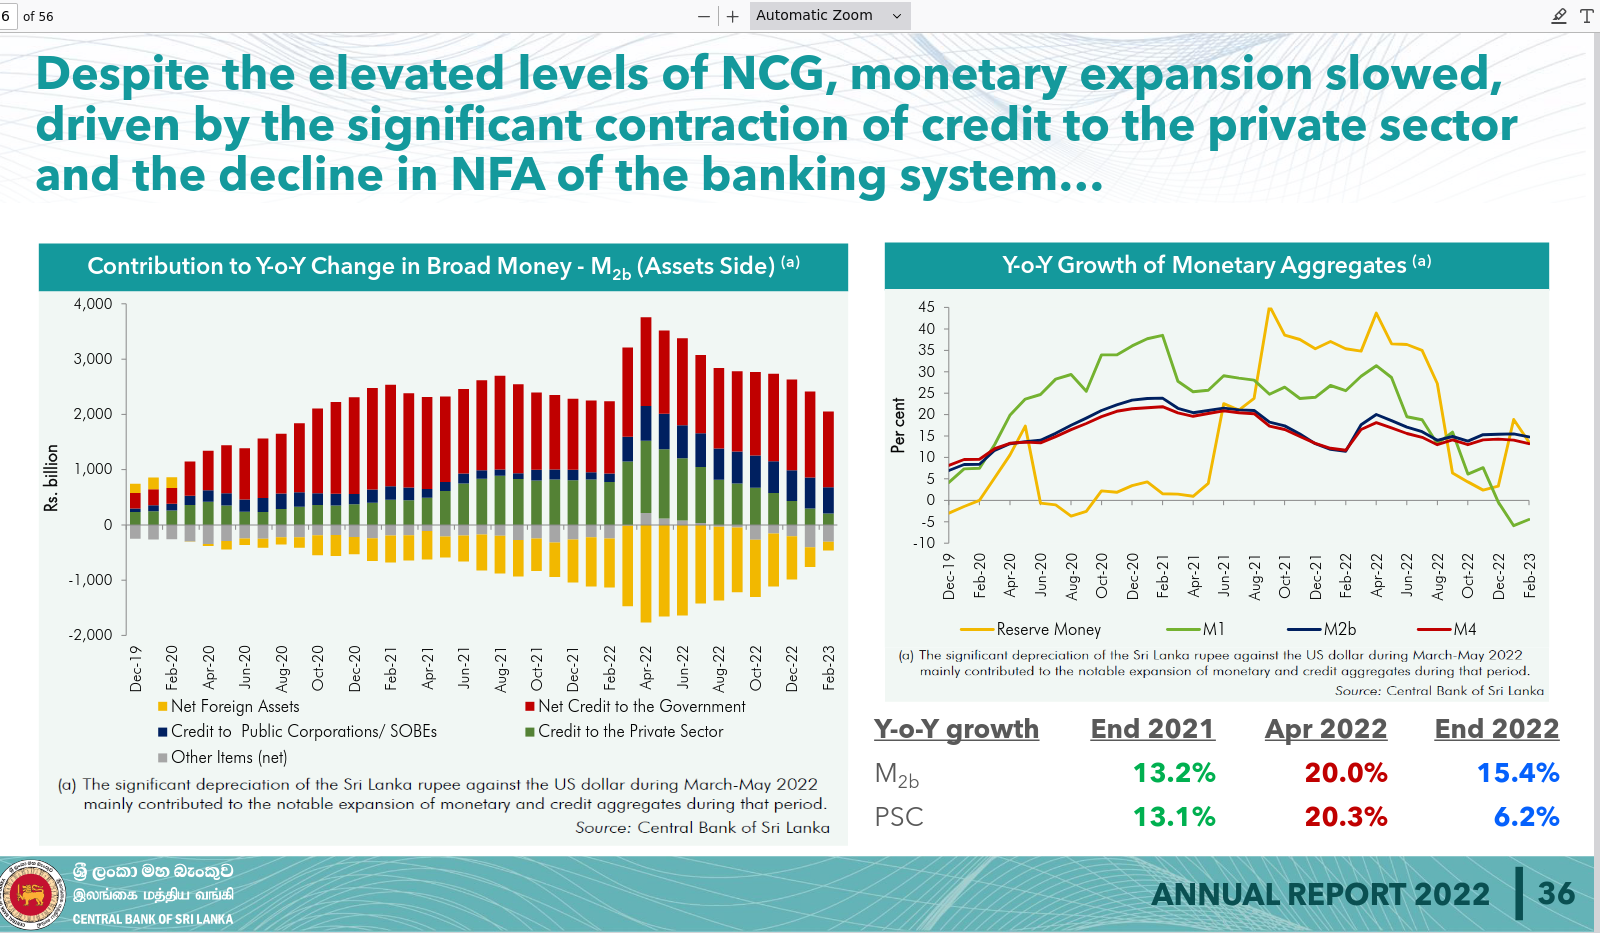 6 of 56
Automatic Zoom
Despite the elevated levels of NCG, monetary expansion slowed,
driven by the significant contraction of credit to the private sector
and the decline in NFA of the banking system...
Contribution to Y-o-Y Change in Broad Money - M2b (Assets Side) (a)
4,000
3,000
2,000
1,000
0
-1,000
-2,000
Rs. billion
Dec-19
Feb-20
Apr-20
Jun-20
Aug-20
Oct-20
Dec-20
Feb-21
Apr-21
Jun-21
Aug-21
Oct-21
Dec-21
Feb-22
Apr-22
Jun-22
Aug-22
Oct-22
Dec-22
Feb-23
Net Foreign Assets
Net Credit to the Government
Credit to Public Corporations/ SOBEs
Credit to the Private Sector
Other Items (net)
(a) The significant depreciation of the Sri Lanka rupee against the US dollar during March-May 2022
mainly contributed to the notable expansion of monetary and credit aggregates during that period.
Source: Central Bank of Sri Lanka
Y-o-Y Growth of Monetary Aggregates (a)
45
40
35
30
25
20
15
10
5
0
-5
-10
Per cent
Dec-19
Feb-20
Apr-20
Jun-20
Aug-20
Oct-20
Dec-20
Feb-21
Apr-21
Jun-21
Aug-21
Oct-21
Dec-21
Feb-22
Apr-22
Jun-22
Aug-22
Oct-22
Dec-22
Feb-23
Reserve Money M1 M2b M4
(a) The significant depreciation of the Sri Lanka rupee against the US dollar during March-May 2022
mainly contributed to the notable expansion of monetary and credit aggregates during that period.
Source: Central Bank of Sri Lanka
Y-o-Y growth End 2021 Apr 2022 End 2022
M2b 13.2% 20.0% 15.4%
PSC 13.1% 20.3% 6.2%
ශ්‍රී ලංකා මහ බැංකුව
இலங்கை மத்திய வங்கி
CENTRAL BANK OF SRI LANKA
ANNUAL REPORT 2022 36